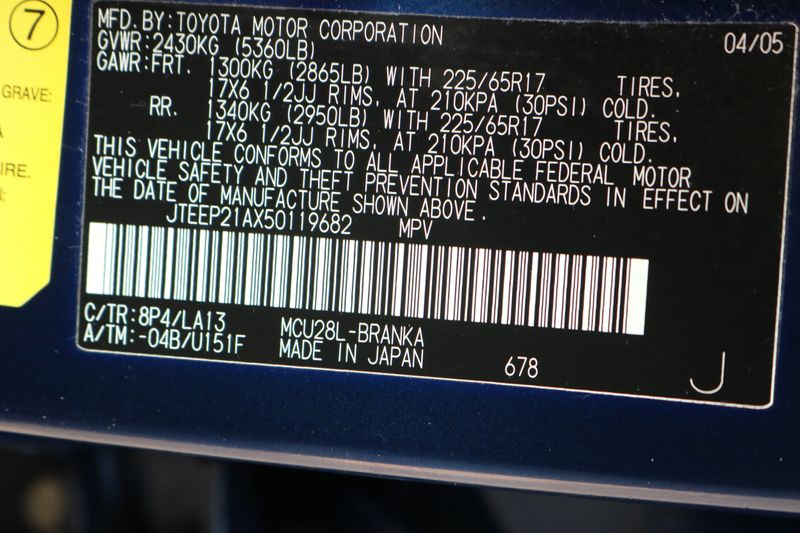 7
GRAVE:
IRE.
MFD.BY:TOYOTA MOTOR CORPORATION 04/05
GVWR:2430KG (5360LB)
GAWR:FRT. 1300KG (2865LB) WITH 225/65R17 TIRES,
17X6 1/2JJ RIMS, AT 210KPA (30PSI) COLD.
RR. 1340KG (2950LB) WITH 225/65R17 TIRES,
17X6 1/2JJ RIMS, AT 210KPA (30PSI) COLD.
THIS VEHICLE CONFORMS TO ALL APPLICABLE FEDERAL MOTOR
VEHICLE SAFETY AND THEFT PREVENTION STANDARDS IN EFFECT ON
THE DATE OF MANUFACTURE SHOWN ABOVE.
JTEEP21AX50119682 MPV
C/TR:8P4/LA13 MCU28L-BRANKA
A/TM:-04B/U151F MADE IN JAPAN 678 J